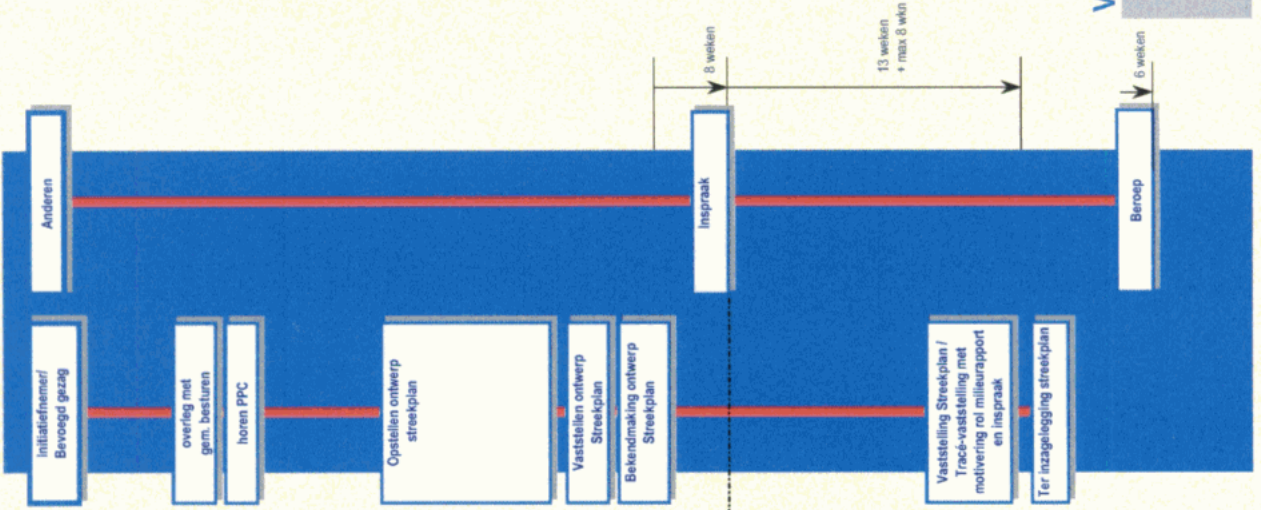 Initiatiefnemer/
Bevoegd gezag
Anderen
overleg met
gem. besturen
horen PPC
Opstellen ontwerp
streekplan
Vaststellen ontwerp
Streekplan
Bekendmaking ontwerp
Streekplan
Inspraak
8 weken
13 weken
+ max 8 wkn
Vaststelling Streekplan /
Tracé-vaststelling met
motivering rol milieurapport
en inspraak
Ter inzagelegging streekplan
Beroep
6 weken
V